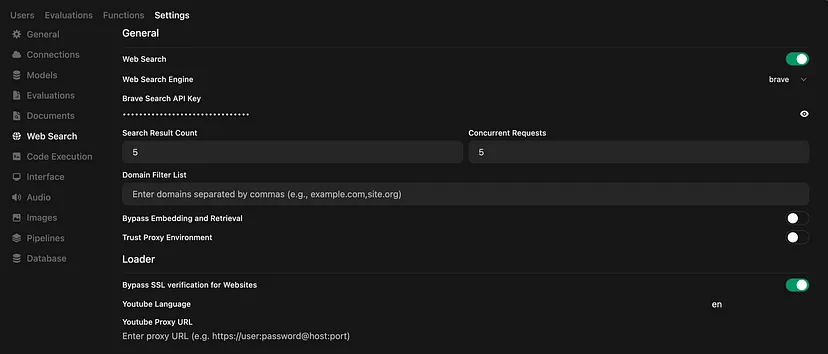 Users Evaluations Functions Settings
General
Connections
Models
Evaluations
Documents
Web Search
Code Execution
Interface
Audio
Images
Pipelines
Database
General
Web Search
Web Search Engine brave
Brave Search API Key
•••••••••••••••••••••••••••••••
Search Result Count Concurrent Requests
5 5
Domain Filter List
Enter domains separated by commas (e.g., example.com,site.org)
Bypass Embedding and Retrieval
Trust Proxy Environment
Loader
Bypass SSL verification for Websites
Youtube Language en
Youtube Proxy URL
Enter proxy URL (e.g. https://user:password@host:port)